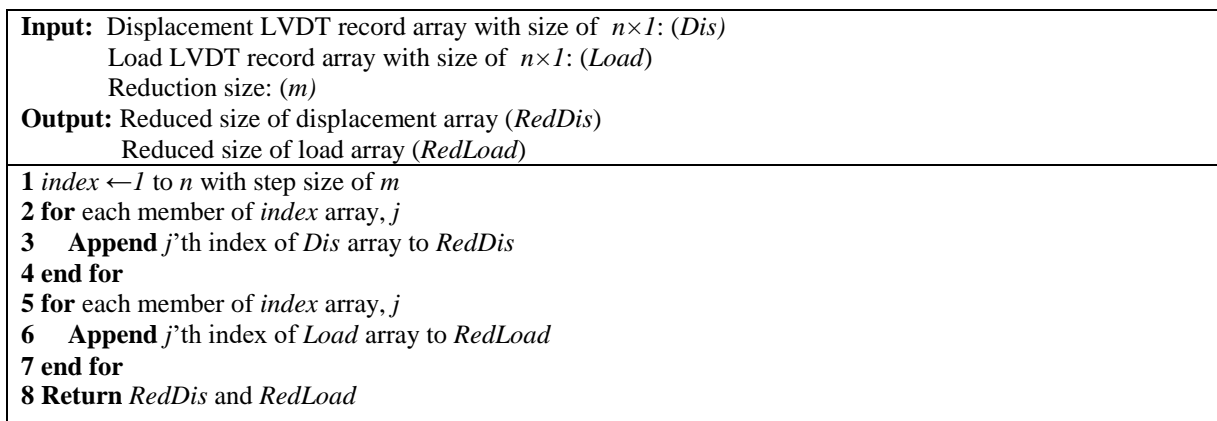 Input: Displacement LVDT record array with size of n×1: (Dis)
Load LVDT record array with size of n×1: (Load)
Reduction size: (m)
Output: Reduced size of displacement array (RedDis)
Reduced size of load array (RedLoad)
1 index ←1 to n with step size of m
2 for each member of index array, j
3 Append j’th index of Dis array to RedDis
4 end for
5 for each member of index array, j
6 Append j’th index of Load array to RedLoad
7 end for
8 Return RedDis and RedLoad